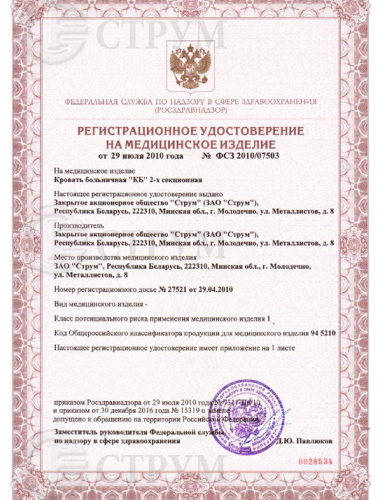 СТРУМ
ФЕДЕРАЛЬНАЯ СЛУЖБА ПО НАДЗОРУ В СФЕРЕ ЗДРАВООХРАНЕНИЯ
(РОСЗДРАВНАДЗОР)
РЕГИСТРАЦИОННОЕ УДОСТОВЕРЕНИЕ
НА МЕДИЦИНСКОЕ ИЗДЕЛИЕ
от 29 июля 2010 года № ФСЗ 2010/07503
На медицинское изделие
Кровать больничная "КБ" 2-х секционная
Настоящее регистрационное удостоверение выдано
Закрытое акционерное общество "Струм" (ЗАО "Струм"),
Республика Беларусь, 222310, Минская обл., г. Молодечно, ул. Металлистов, д. 8
Производитель
Закрытое акционерное общество "Струм" (ЗАО "Струм"),
Республика Беларусь, 222310, Минская обл., г. Молодечно, ул. Металлистов, д. 8
Место производства медицинского изделия
ЗАО "Струм", Республика Беларусь, 222310, Минская обл., г. Молодечно,
ул. Металлистов, д. 8
Номер регистрационного досье № 27521 от 29.04.2010
Вид медицинского изделия -
Класс потенциального риска применения медицинского изделия 1
Код Общероссийского классификатора продукции для медицинского изделия 94 5210
Настоящее регистрационное удостоверение имеет приложение на 1 листе
приказом Росздравнадзора от 29 июля 2010 года №
и приказом от 30 декабря 2016 года № 15319 о замене
допущено к обращению на территории Российской Федерации.
Заместитель руководителя Федеральной службы
по надзору в сфере здравоохранения
Д.Ю. Павлюков
0028534
СТРУМ